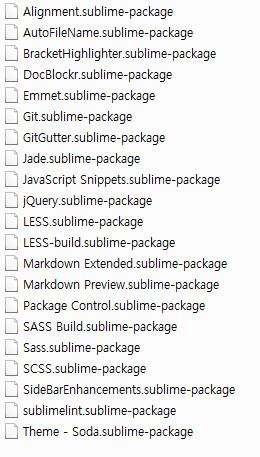 Alignment.sublime-package
AutoFileName.sublime-package
BracketHighlighter.sublime-package
DocBlockr.sublime-package
Emmet.sublime-package
Git.sublime-package
GitGutter.sublime-package
Jade.sublime-package
JavaScript Snippets.sublime-package
jQuery.sublime-package
LESS.sublime-package
LESS-build.sublime-package
Markdown Extended.sublime-package
Markdown Preview.sublime-package
Package Control.sublime-package
SASS Build.sublime-package
Sass.sublime-package
SCSS.sublime-package
SideBarEnhancements.sublime-package
sublimelint.sublime-package
Theme - Soda.sublime-package